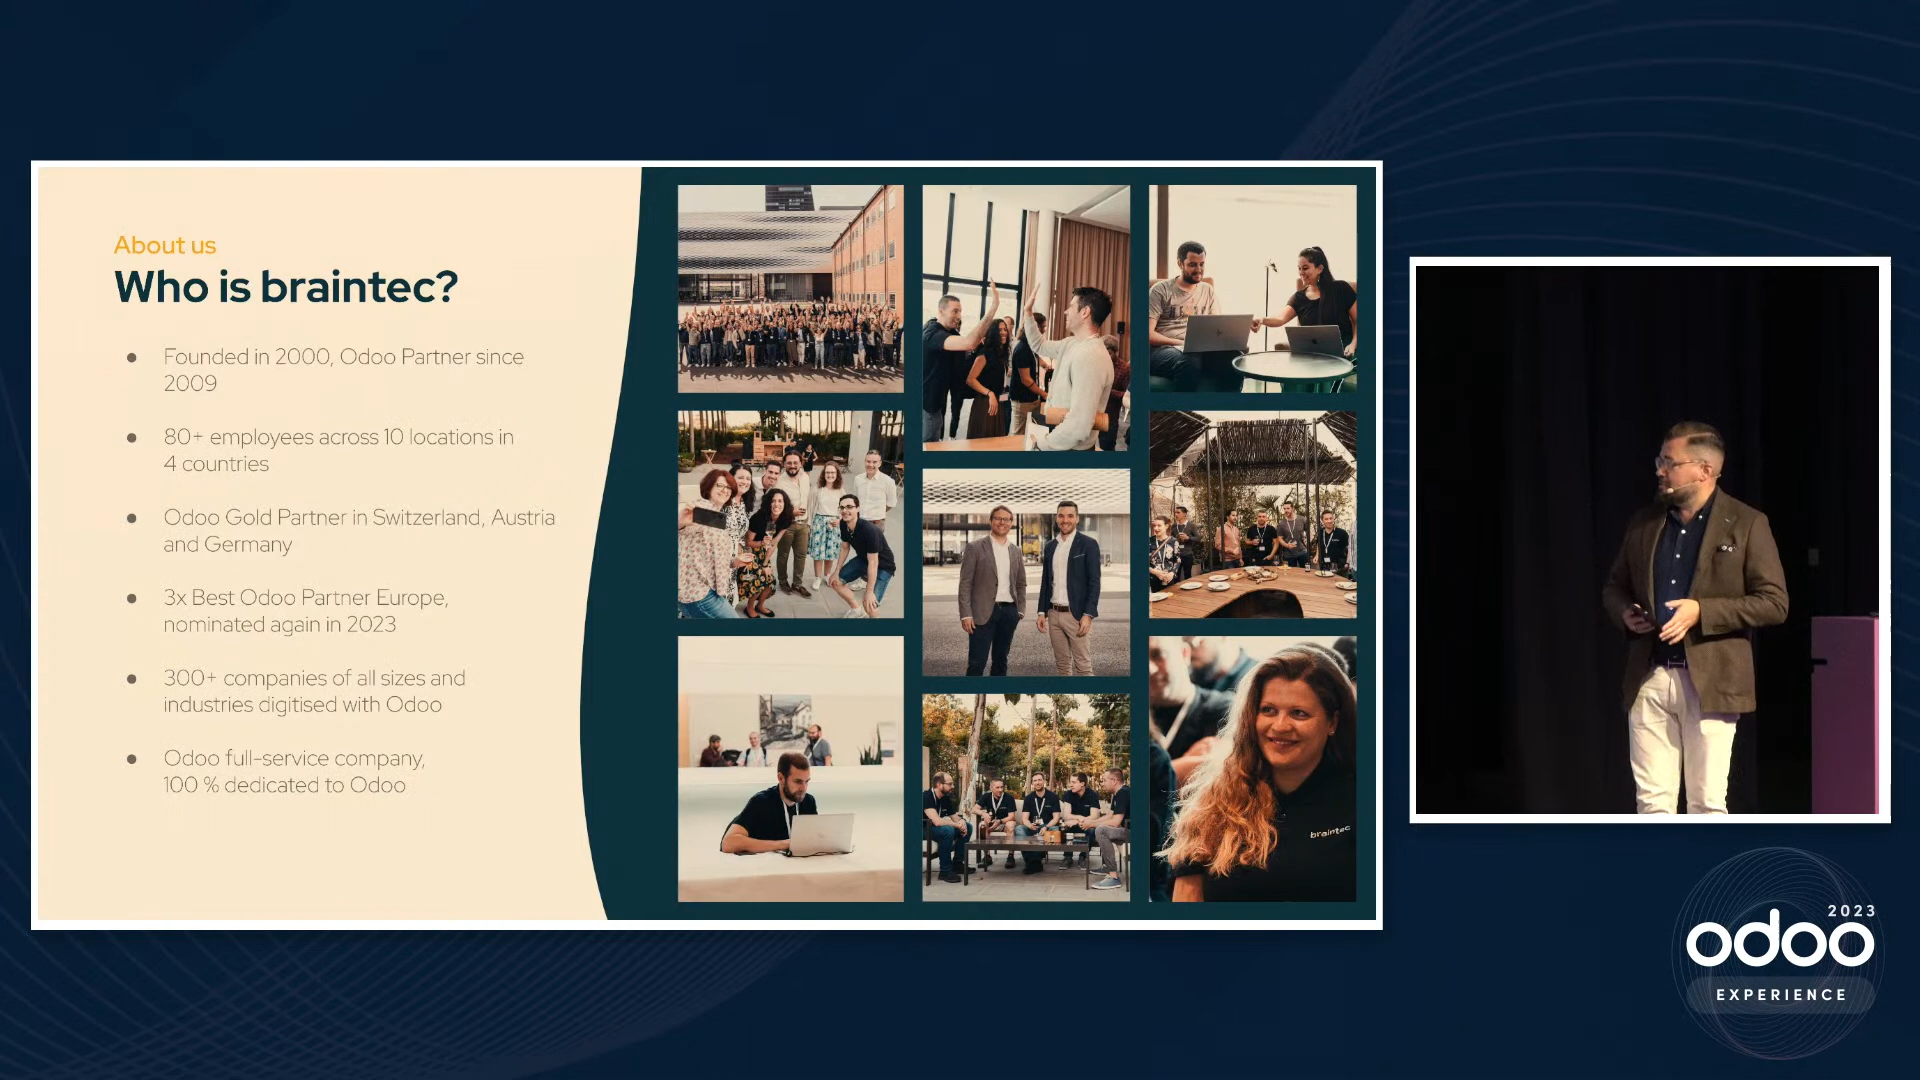 About us
Who is braintec?
● Founded in 2000, Odoo Partner since
2009
● 80+ employees across 10 locations in
4 countries
● Odoo Gold Partner in Switzerland, Austria
and Germany
● 3x Best Odoo Partner Europe,
nominated again in 2023
● 300+ companies of all sizes and
industries digitised with Odoo
● Odoo full-service company,
100 % dedicated to Odoo
braintec
2023
odoo
EXPERIENCE